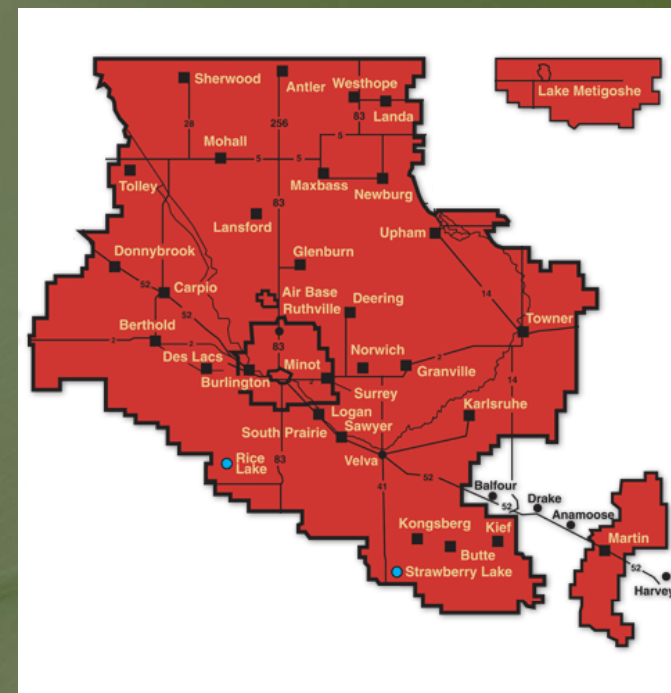 Sherwood
Antler
Westhope
Lake Metigoshe
Landa
28
256
83
Mohall
5
5
5
Tolley
Maxbass
Newburg
83
Lansford
Upham
Donnybrook
Glenburn
52
Carpio
Air Base
Ruthville
Deering
14
52
Berthold
Towner
2
2
83
Des Lacs
Minot
Norwich
2
Burlington
2
Granville
14
Surrey
Karlsruhe
Logan
South Prairie
Sawyer
Rice
Lake
83
Velva
52
41
Balfour
52
Drake
Anamoose
Kongsberg
Kief
Martin
Butte
52
Strawberry Lake
Harvey